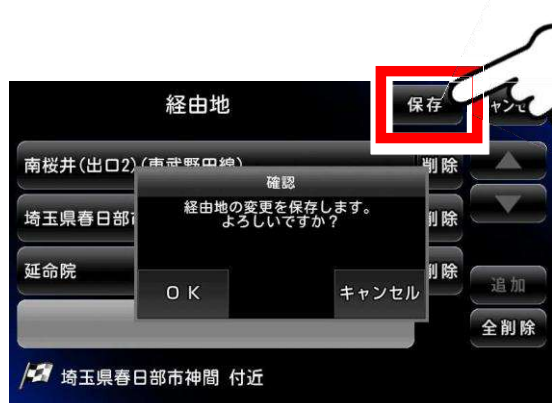 経由地
保存
南桜井(出口2)(東武野田線)
削除
確認
経由地の変更を保存します。
よろしいですか？
埼玉県春日部
削除
延命院
削除
OK
キャンセル
追加
全削除
埼玉県春日部市神間 付近